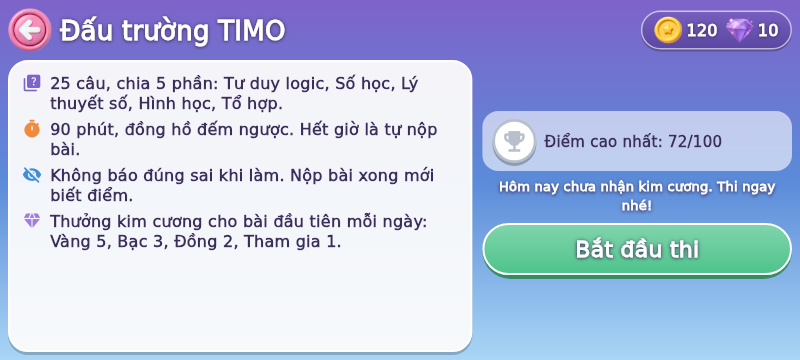 Đấu trường TIMO
120
10
25 câu, chia 5 phần: Tư duy logic, Số học, Lý
thuyết số, Hình học, Tổ hợp.
90 phút, đồng hồ đếm ngược. Hết giờ là tự nộp
bài.
Không báo đúng sai khi làm. Nộp bài xong mới
biết điểm.
Thưởng kim cương cho bài đầu tiên mỗi ngày:
Vàng 5, Bạc 3, Đồng 2, Tham gia 1.
Điểm cao nhất: 72/100
Hôm nay chưa nhận kim cương. Thi ngay
nhé!
Bắt đầu thi